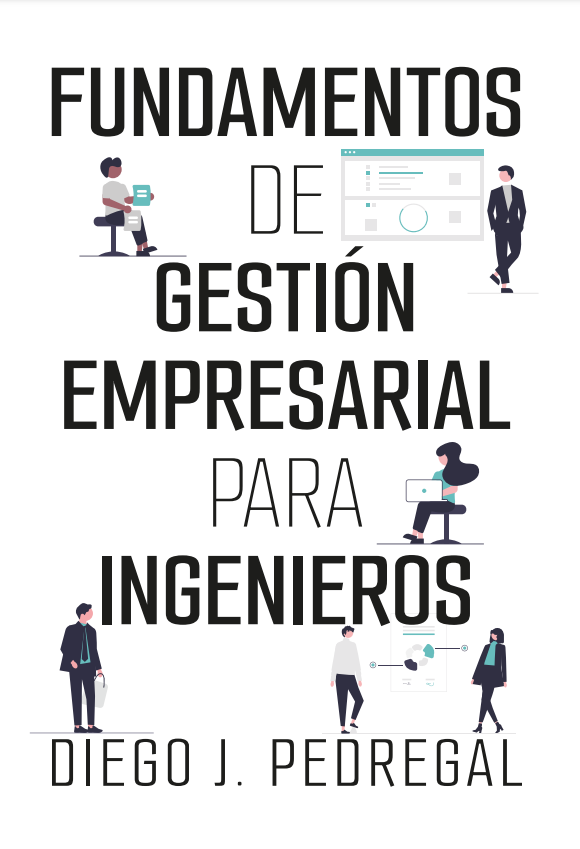 FUNDAMENTOS
DE
GESTIÓN
EMPRESARIAL
PARA
INGENIEROS
DIEGO J. PEDREGAL